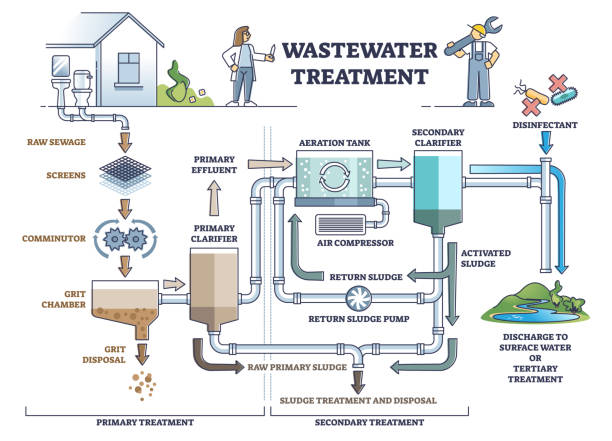 WASTEWATER
TREATMENT
RAW SEWAGE
SCREENS
COMMINUTOR
GRIT
CHAMBER
GRIT
DISPOSAL
PRIMARY
EFFLUENT
PRIMARY
CLARIFIER
RAW PRIMARY SLUDGE
AERATION TANK
AIR COMPRESSOR
RETURN SLUDGE
RETURN SLUDGE PUMP
SECONDARY
CLARIFIER
ACTIVATED
SLUDGE
SLUDGE TREATMENT AND DISPOSAL
DISINFECTANT
DISCHARGE TO
SURFACE WATER
OR
TERTIARY
TREATMENT
PRIMARY TREATMENT
SECONDARY TREATMENT